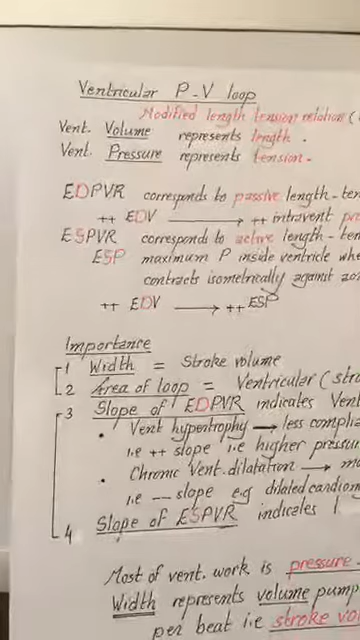 Ventricular P-V loop
Modified length tension relation (
Vent. Volume represents length.
Vent. Pressure represents tension.
EDPVR corresponds to passive length-ten
++ EDV → ++ intravent pr
ESPVR corresponds to active length-ten
ESP maximum P inside ventricle whe
contracts isometrically against
++ EDV → ++ ESP
Importance
1 Width = Stroke volume
2 Area of loop = Ventricular (stro
3 Slope of EDPVR indicates Vent
• Vent hypertrophy → less complia
i.e ++ slope i.e higher pressur
• Chronic Vent. dilatation → mo
i.e -- slope e.g dilated cardiom
4 Slope of ESPVR indicates
Most of vent. work is pressure
Width represents volume pump
per beat i.e stroke vo